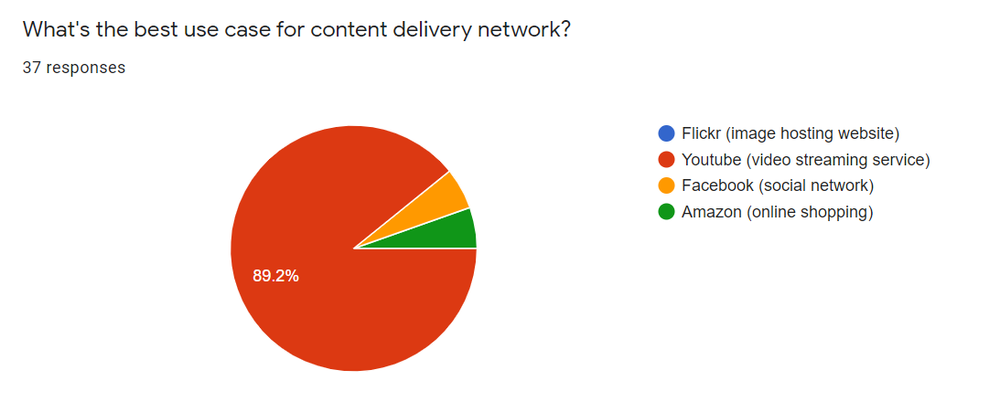 What's the best use case for content delivery network?
37 responses
89.2%
Flickr (image hosting website)
Youtube (video streaming service)
Facebook (social network)
Amazon (online shopping)